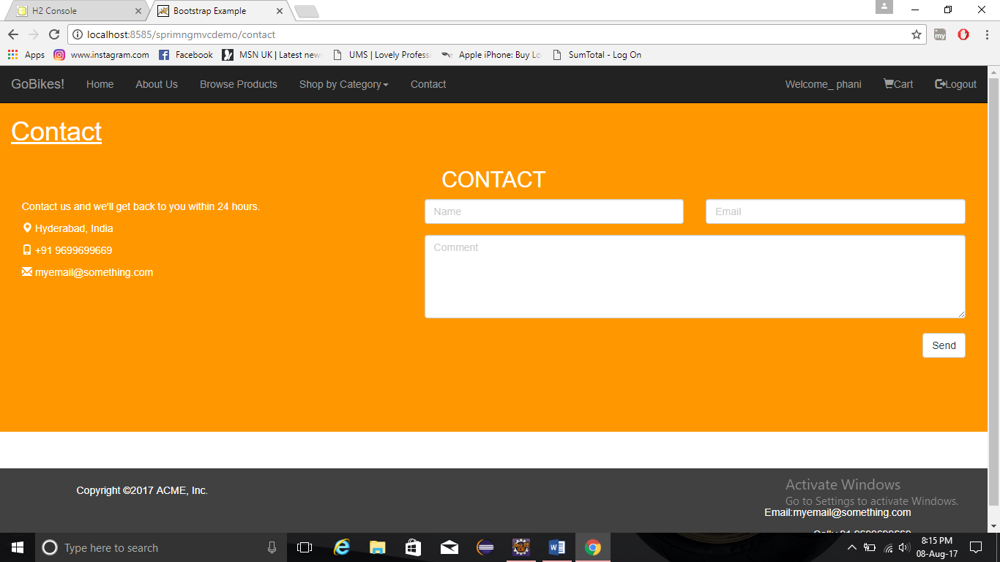 H2 Console
Bootstrap Example
localhost:8585/sprimngmvcdemo/contact
Apps
www.instagram.com
Facebook
MSN UK | Latest new
UMS | Lovely Profess
Apple iPhone: Buy Lo
SumTotal - Log On
GoBikes!
Home
About Us
Browse Products
Shop by Category
Contact
Welcome_ phani
Cart
Logout
Contact
CONTACT
Contact us and we'll get back to you within 24 hours.
Hyderabad, India
+91 9699699669
myemail@something.com
Name
Email
Comment
Send
Copyright ©2017 ACME, Inc.
Activate Windows
Go to Settings to activate Windows.
Email:myemail@something.com
Type here to search
8:15 PM
08-Aug-17